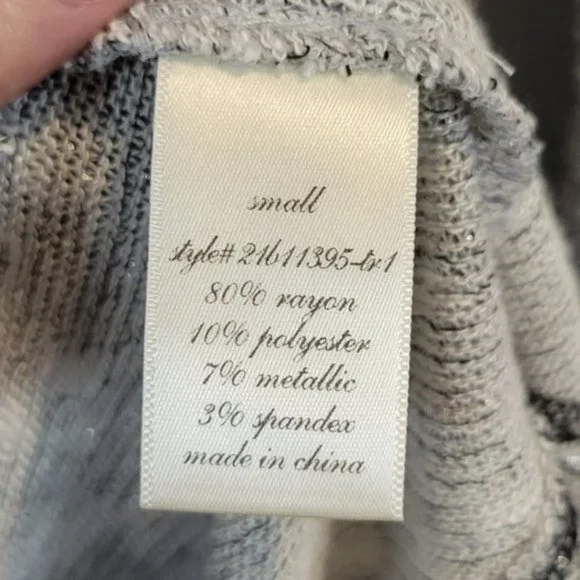 small
style# 21b11395-tr1
80% rayon
10% polyester
7% metallic
3% spandex
made in china